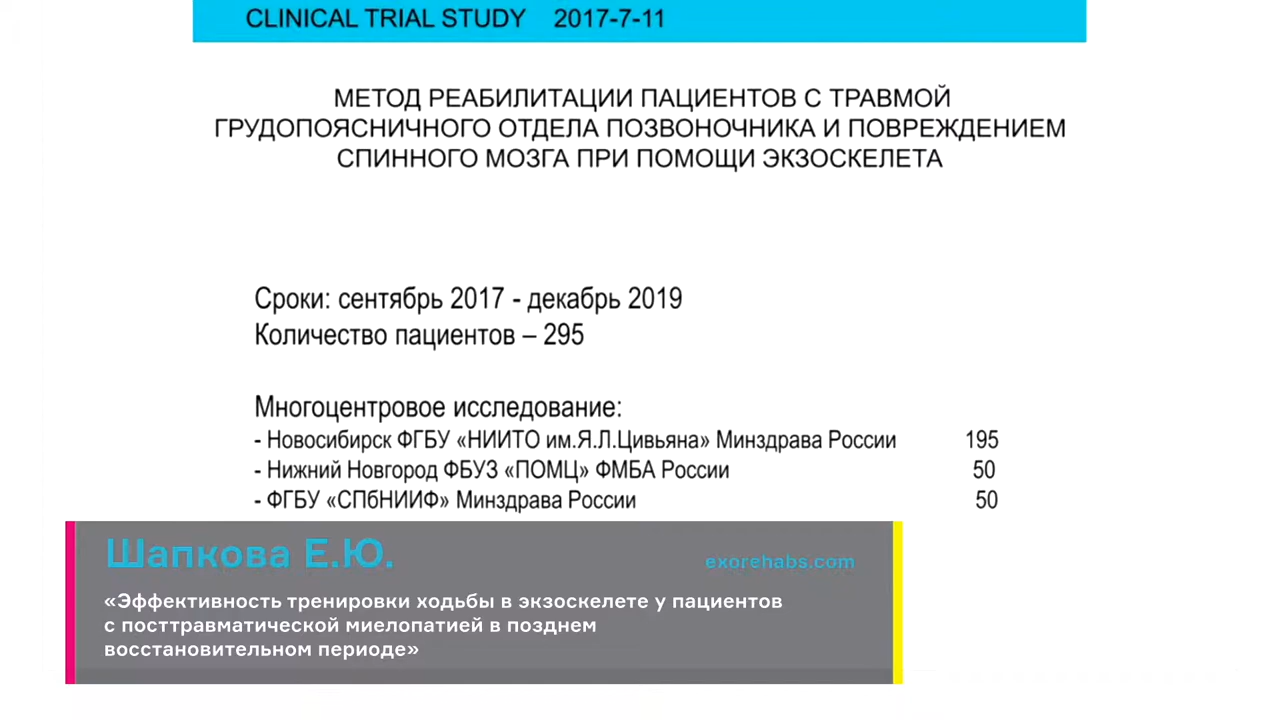 CLINICAL TRIAL STUDY 2017-7-11
МЕТОД РЕАБИЛИТАЦИИ ПАЦИЕНТОВ С ТРАВМОЙ
ГРУДОПОЯСНИЧНОГО ОТДЕЛА ПОЗВОНОЧНИКА И ПОВРЕЖДЕНИЕМ
СПИННОГО МОЗГА ПРИ ПОМОЩИ ЭКЗОСКЕЛЕТА
Сроки: сентябрь 2017 - декабрь 2019
Количество пациентов – 295
Многоцентровое исследование:
- Новосибирск ФГБУ «НИИТО им.Я.Л.Цивьяна» Минздрава России 195
- Нижний Новгород ФБУЗ «ПОМЦ» ФМБА России 50
- ФГБУ «СПбНИИФ» Минздрава России 50
Шапкова Е.Ю. exorehabs.com
«Эффективность тренировки ходьбы в экзоскелете у пациентов
с посттравматической миелопатией в позднем
восстановительном периоде»